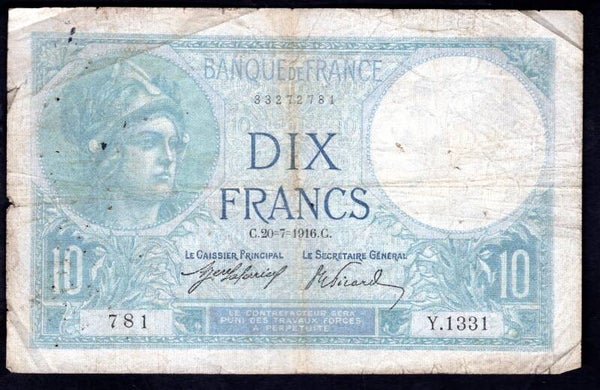 BANQUE DE FRANCE
33272781
DIX
FRANCS
C.20=7=1916.C.
LE CAISSIER PRINCIPAL LE SECRÉTAIRE GÉNÉRAL
10 10
781 Y.1331
LE CONTREFACTEUR SERA
PUNI DES TRAVAUX FORCÉS
À PERPÉTUITÉ